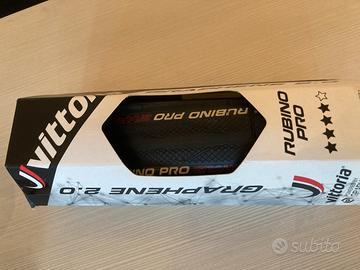 vittoria
RUBINO PRO
RUBINO PRO
GRAPHENE 2.0
RUBINO
PRO
vittoria
subito